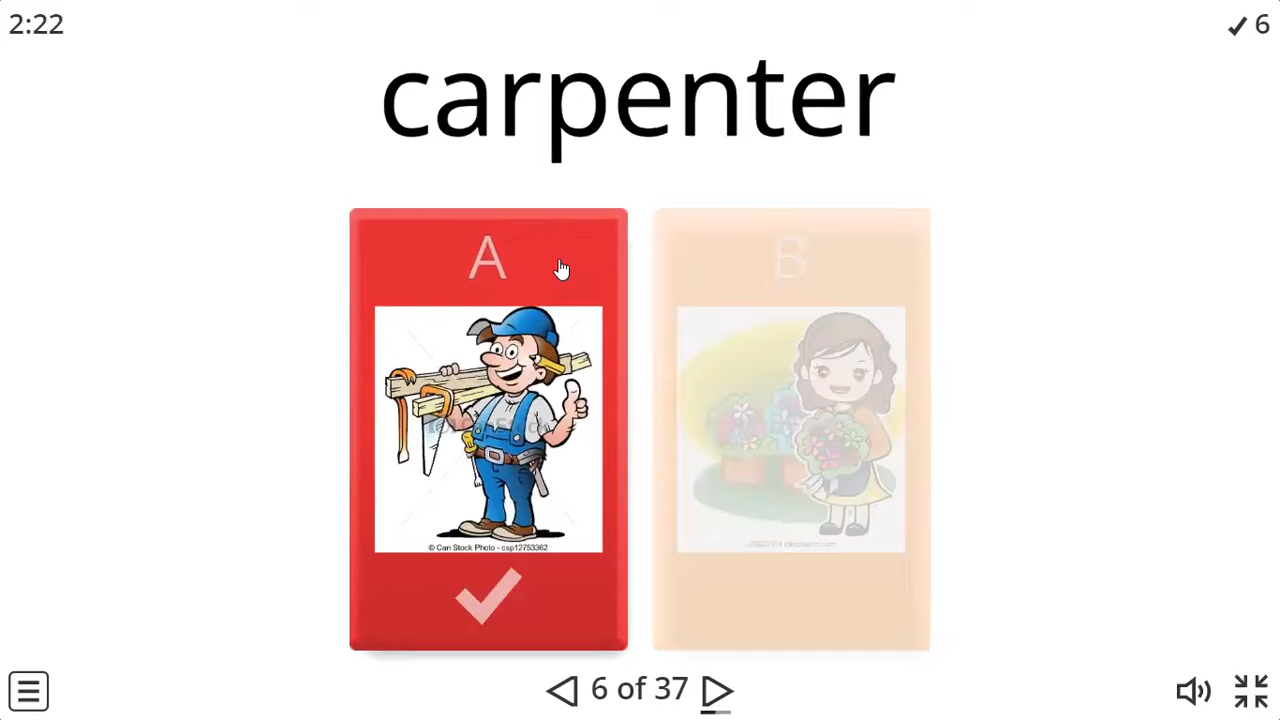 2:22
✓ 6
carpenter
A
B
© Can Stock Photo - csp12753362
6 of 37